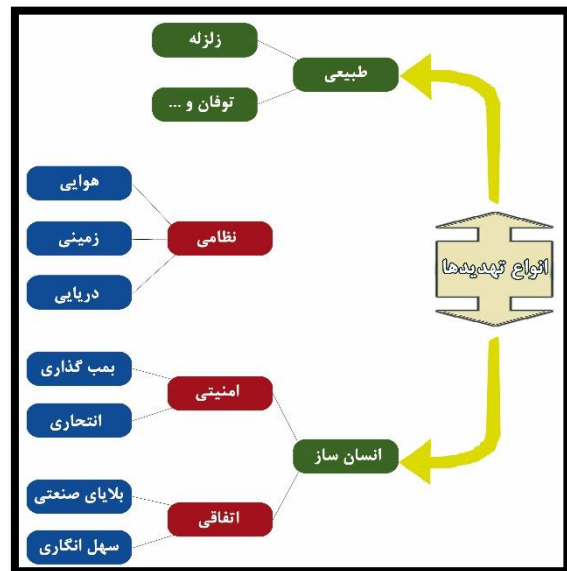 انواع تهدیدها
طبیعی
زلزله
توفان و ...
نظامی
هوایی
زمینی
دریایی
انسان ساز
امنیتی
بمب گذاری
انتحاری
اتفاقی
بلایای صنعتی
سهل انگاری